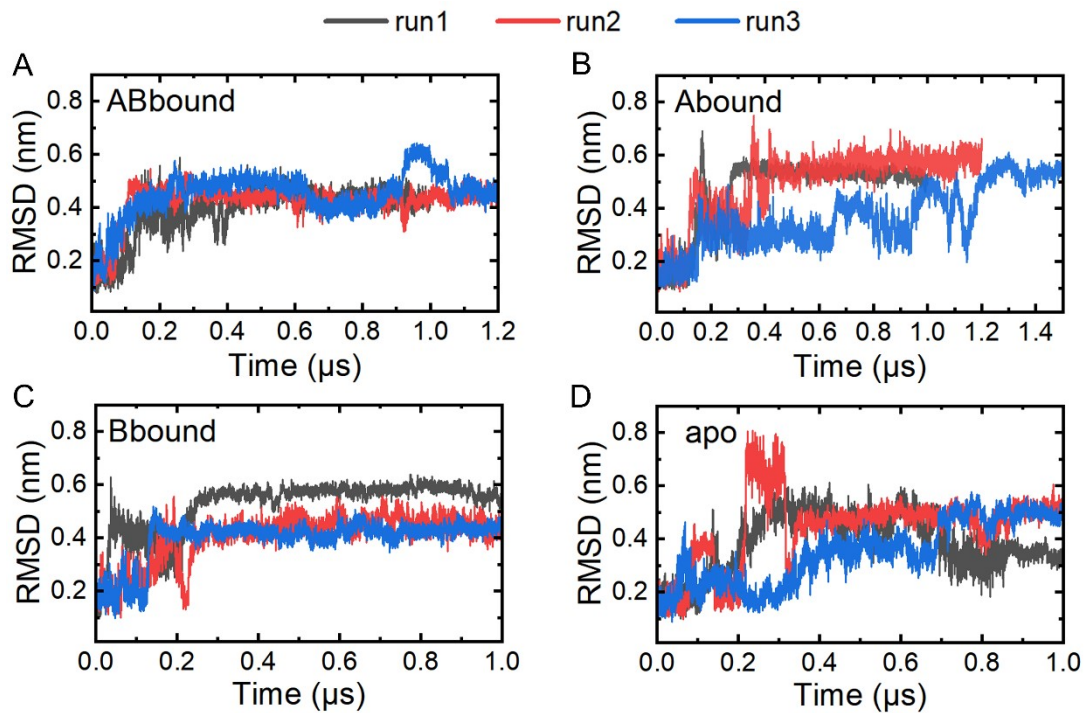 run1 run2 run3
A
ABbound
RMSD (nm)
0.8
0.6
0.4
0.2
0.0 0.2 0.4 0.6 0.8 1.0 1.2
Time (µs)
B
Abound
RMSD (nm)
0.8
0.6
0.4
0.2
0.0 0.2 0.4 0.6 0.8 1.0 1.2 1.4
Time (µs)
C
Bbound
RMSD (nm)
0.8
0.6
0.4
0.2
0.0 0.2 0.4 0.6 0.8 1.0
Time (µs)
D
apo
RMSD (nm)
0.8
0.6
0.4
0.2
0.0 0.2 0.4 0.6 0.8 1.0
Time (µs)